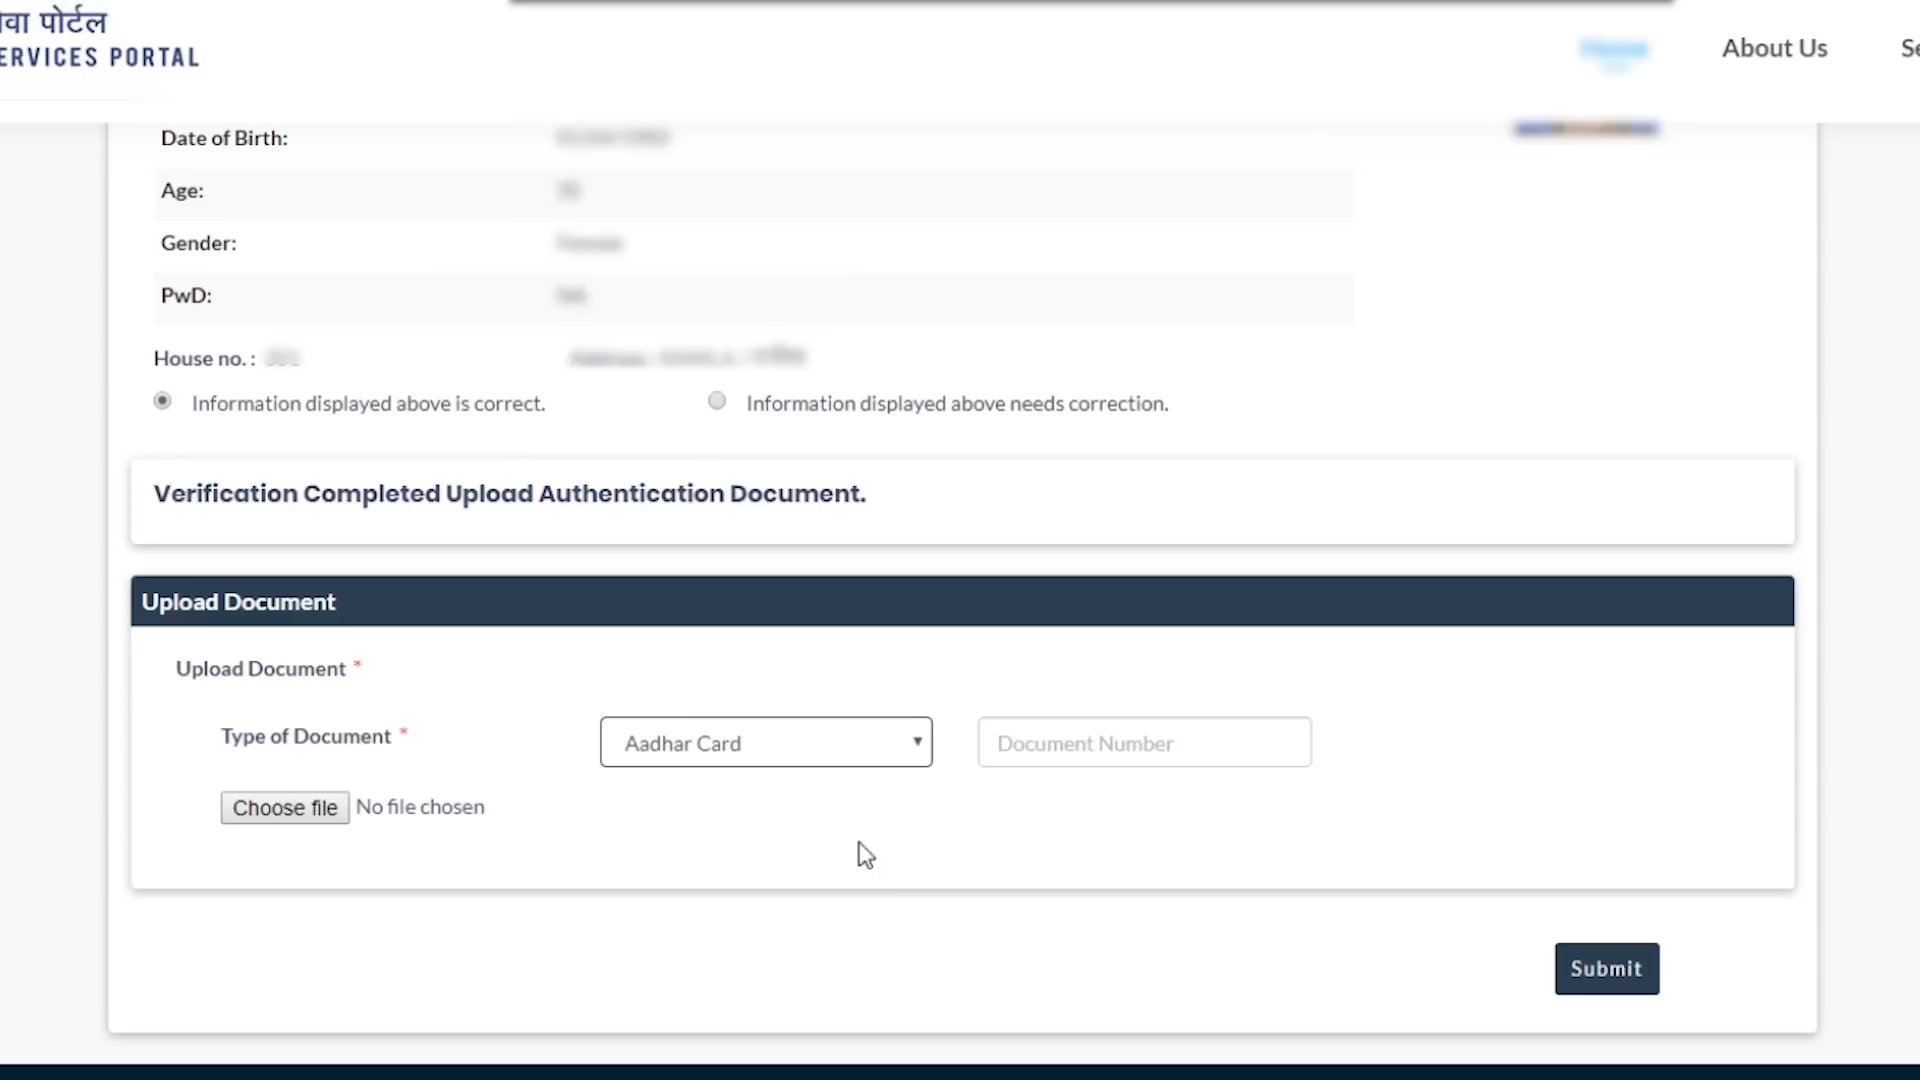 वा पोर्टल
ERVICES PORTAL
About Us
Date of Birth:
Age:
Gender:
PwD:
House no. :
Information displayed above is correct.
Information displayed above needs correction.
Verification Completed Upload Authentication Document.
Upload Document
Upload Document *
Type of Document *
Aadhar Card
Document Number
Choose file No file chosen
Submit